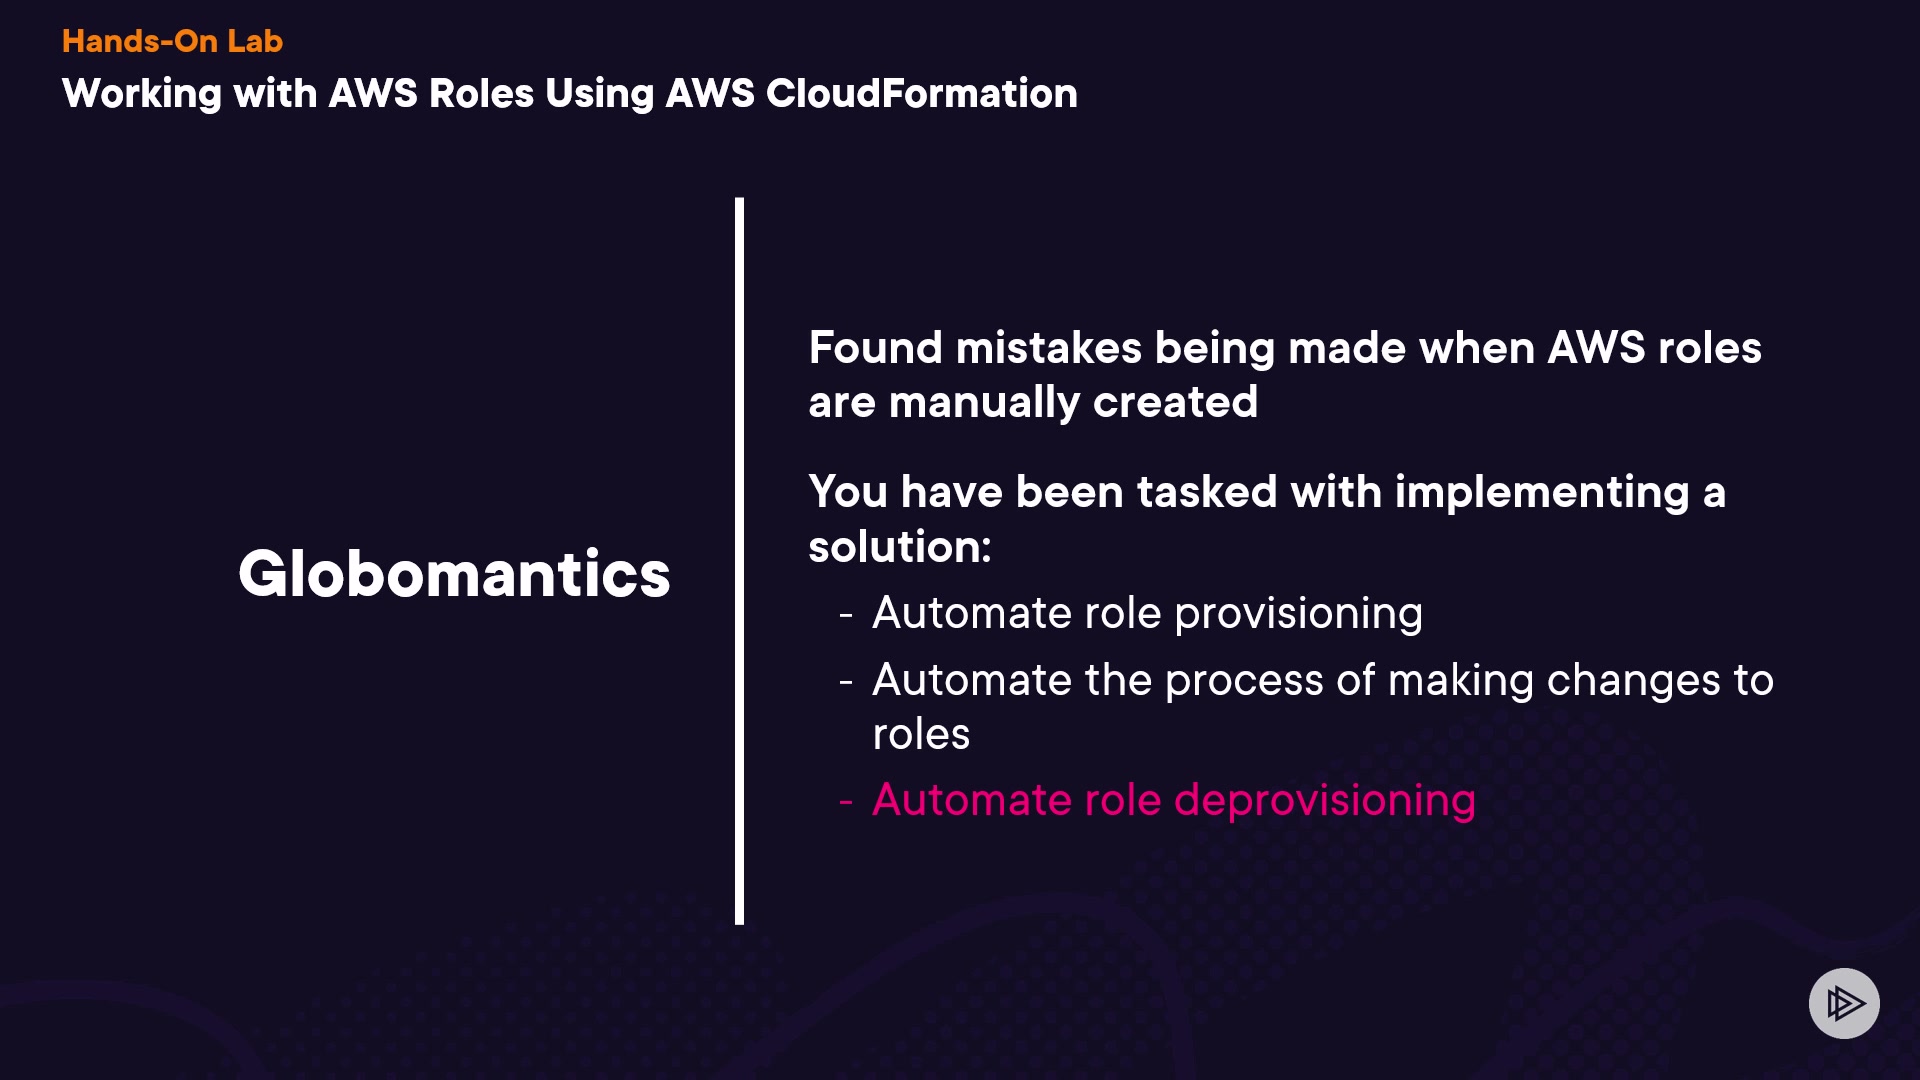 Hands-On Lab
Working with AWS Roles Using AWS CloudFormation
Globomantics
Found mistakes being made when AWS roles
are manually created
You have been tasked with implementing a
solution:
- Automate role provisioning
- Automate the process of making changes to
roles
- Automate role deprovisioning